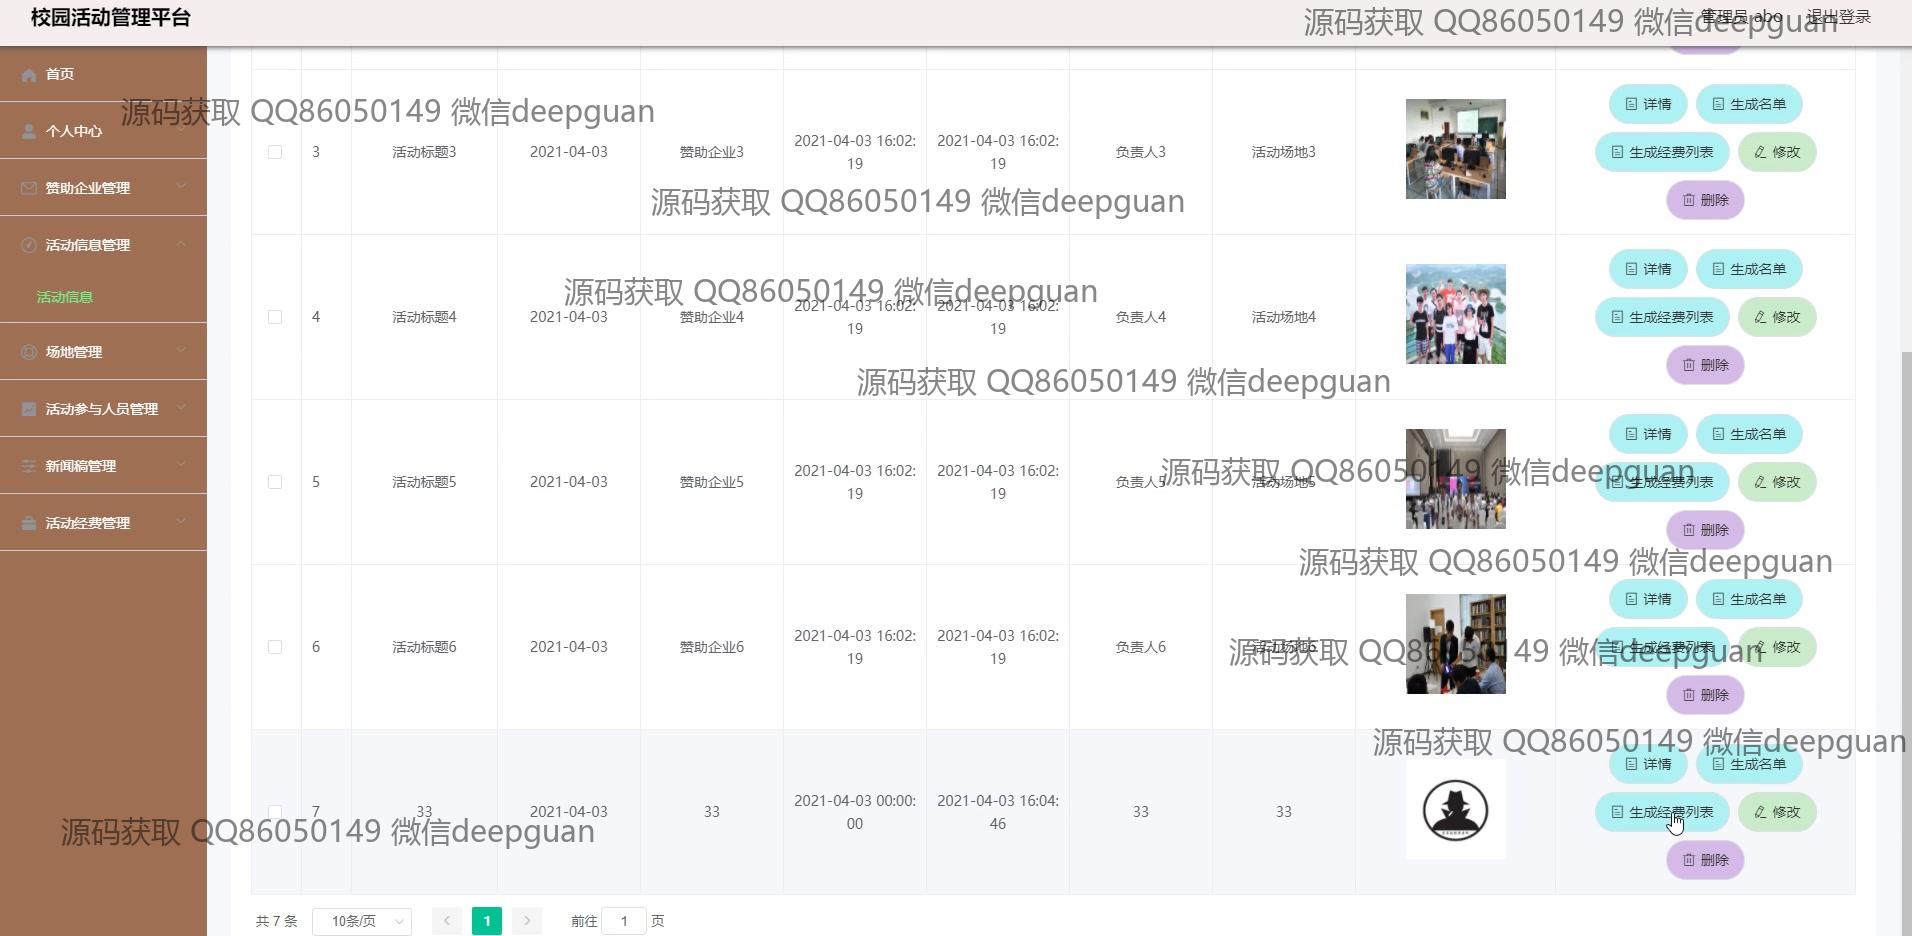 校园活动管理平台
管理员 abo 退出登录
源码获取 QQ86050149 微信deepguan
首页
个人中心
赞助企业管理
活动信息管理
活动信息
场地管理
活动参与人员管理
新闻稿管理
活动经费管理
源码获取 QQ86050149 微信deepguan
详情 生成名单
3 活动标题3 2021-04-03 赞助企业3 2021-04-03 16:02:19 2021-04-03 16:02:19 负责人3 活动场地3 生成经费列表 修改
删除
源码获取 QQ86050149 微信deepguan
详情 生成名单
源码获取 QQ86050149 微信deepguan
4 活动标题4 2021-04-03 赞助企业4 2021-04-03 16:02:19 2021-04-03 16:02:19 负责人4 活动场地4 生成经费列表 修改
删除
源码获取 QQ86050149 微信deepguan
详情 生成名单
源码获取 QQ86050149 微信deepguan
5 活动标题5 2021-04-03 赞助企业5 2021-04-03 16:02:19 2021-04-03 16:02:19 负责人5 活动场地5 生成经费列表 修改
删除
源码获取 QQ86050149 微信deepguan
详情 生成名单
6 活动标题6 2021-04-03 赞助企业6 2021-04-03 16:02:19 2021-04-03 16:02:19 负责人6 活动场地6 生成经费列表 修改
源码获取 QQ86050149 微信deepguan
删除
源码获取 QQ86050149 微信deepguan
详情 生成名单
7 33 2021-04-03 33 2021-04-03 00:00:00 2021-04-03 16:04:46 33 33 生成经费列表 修改
源码获取 QQ86050149 微信deepguan
删除
共 7 条 10条/页 1 前往 1 页